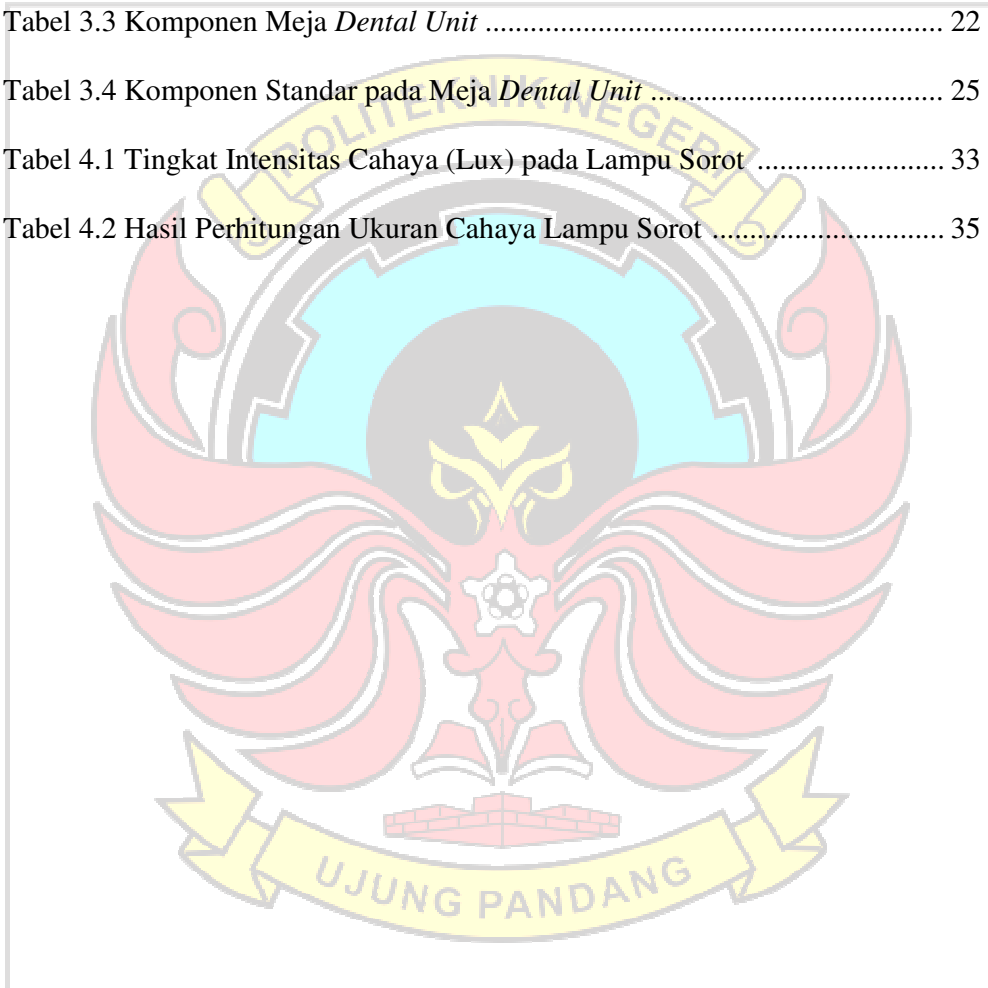 Tabel 3.3 Komponen Meja Dental Unit ....................................................... 22
Tabel 3.4 Komponen Standar pada Meja Dental Unit ................................... 25
Tabel 4.1 Tingkat Intensitas Cahaya (Lux) pada Lampu Sorot ....................... 33
Tabel 4.2 Hasil Perhitungan Ukuran Cahaya Lampu Sorot ............................ 35
POLITEKNIK NEGERI
UJUNG PANDANG